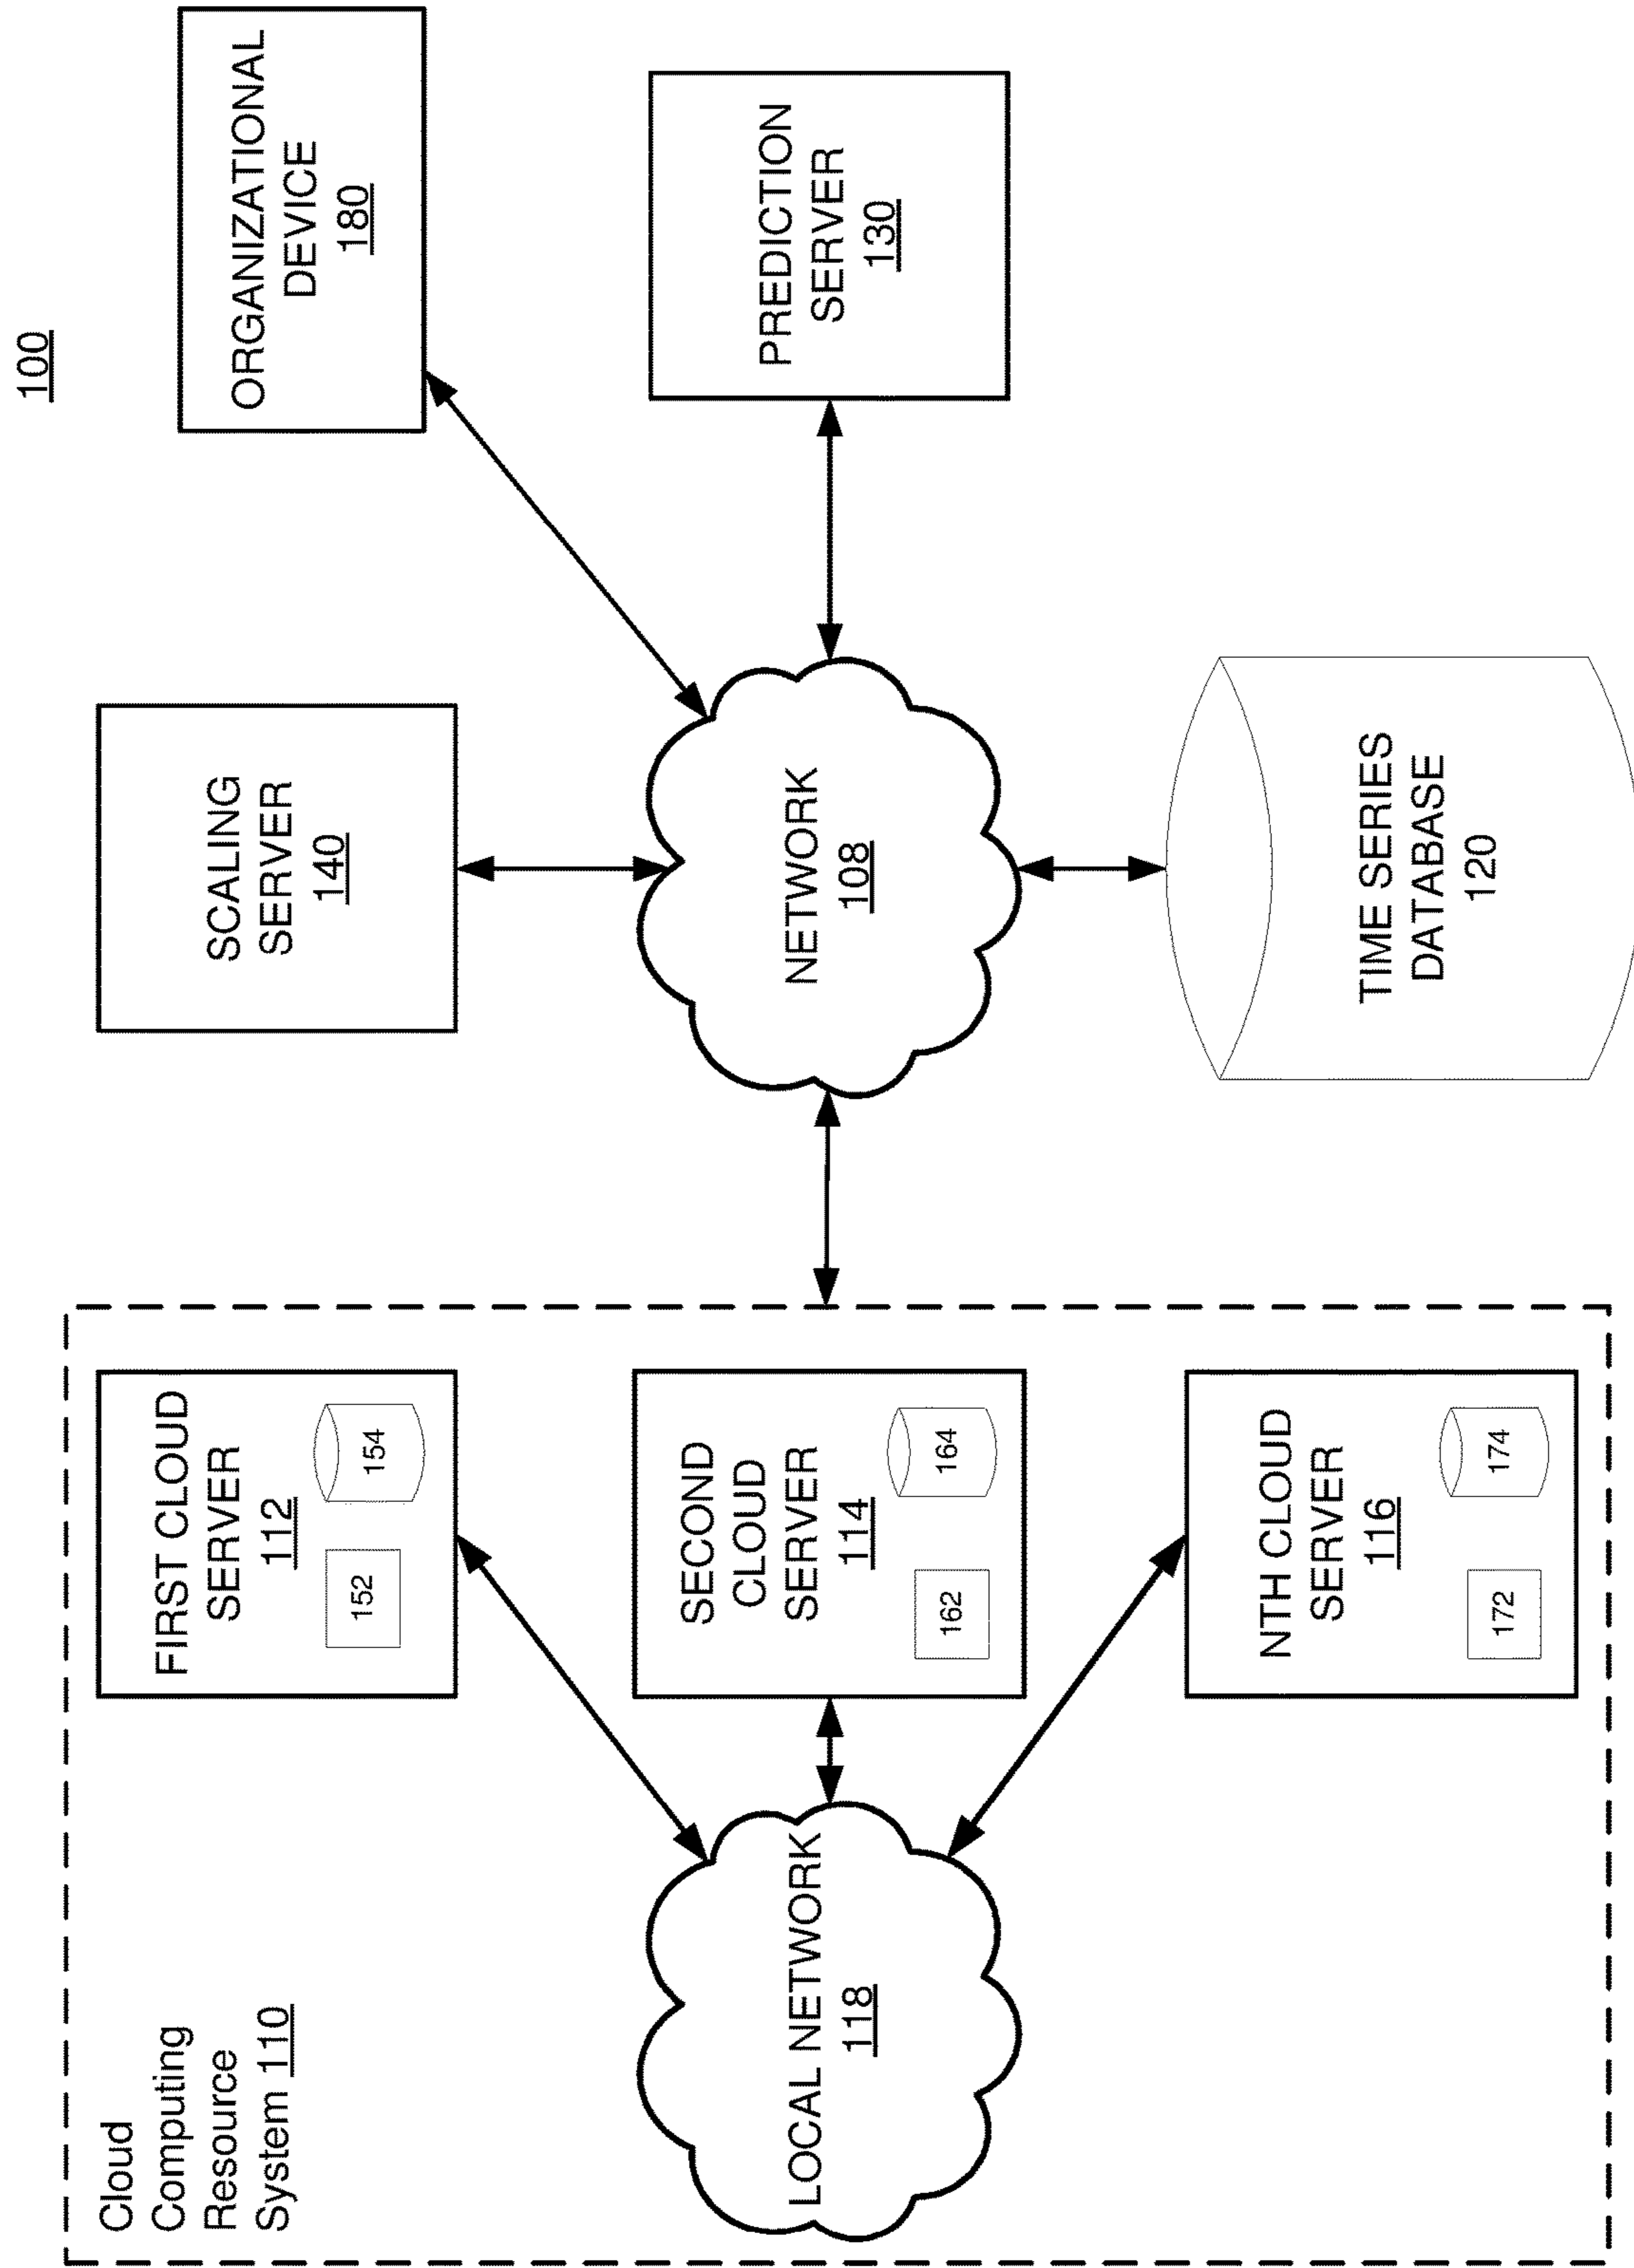 100
Cloud
Computing
Resource
System 110
FIRST CLOUD
SERVER
112
152
154
SCALING
SERVER
140
ORGANIZATIONAL
DEVICE
180
LOCAL NETWORK
118
SECOND
CLOUD
SERVER
114
162
164
NETWORK
108
PREDICTION
SERVER
130
NTH CLOUD
SERVER
116
172
174
TIME SERIES
DATABASE
120